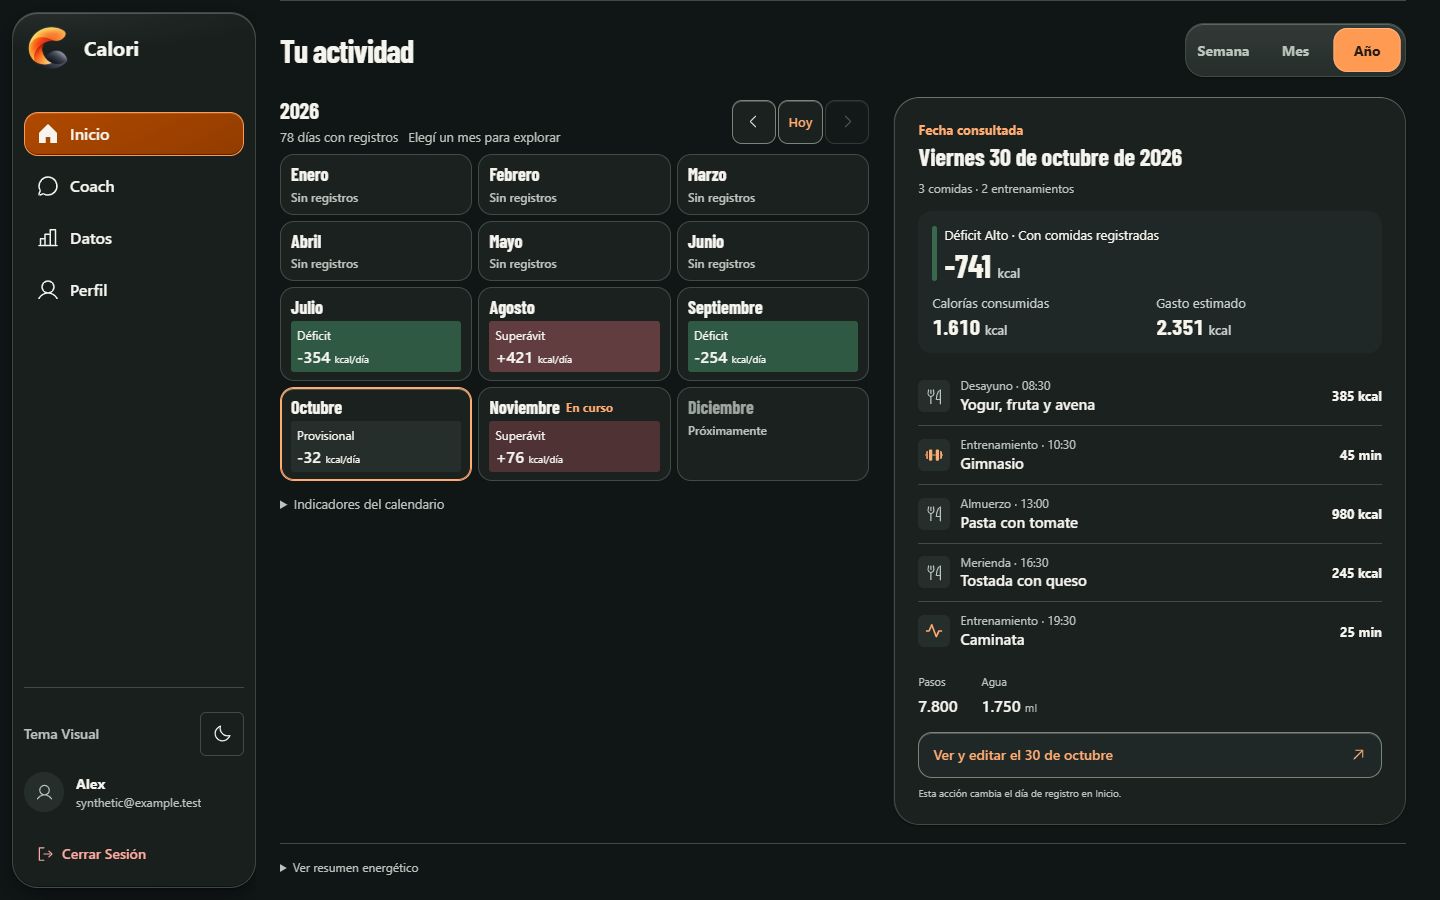 Calori
Inicio
Coach
Datos
Perfil
Tema Visual
Alex
synthetic@example.test
Cerrar Sesión
Tu actividad
Semana
Mes
Año
2026
78 días con registros Elegí un mes para explorar
Hoy
Enero
Sin registros
Febrero
Sin registros
Marzo
Sin registros
Abril
Sin registros
Mayo
Sin registros
Junio
Sin registros
Julio
Déficit
-354 kcal/día
Agosto
Superávit
+421 kcal/día
Septiembre
Déficit
-254 kcal/día
Octubre
Provisional
-32 kcal/día
Noviembre En curso
Superávit
+76 kcal/día
Diciembre
Próximamente
Indicadores del calendario
Fecha consultada
Viernes 30 de octubre de 2026
3 comidas · 2 entrenamientos
Déficit Alto · Con comidas registradas
-741 kcal
Calorías consumidas
1.610 kcal
Gasto estimado
2.351 kcal
Desayuno · 08:30
Yogur, fruta y avena
385 kcal
Entrenamiento · 10:30
Gimnasio
45 min
Almuerzo · 13:00
Pasta con tomate
980 kcal
Merienda · 16:30
Tostada con queso
245 kcal
Entrenamiento · 19:30
Caminata
25 min
Pasos
7.800
Agua
1.750 ml
Ver y editar el 30 de octubre
Esta acción cambia el día de registro en Inicio.
Ver resumen energético